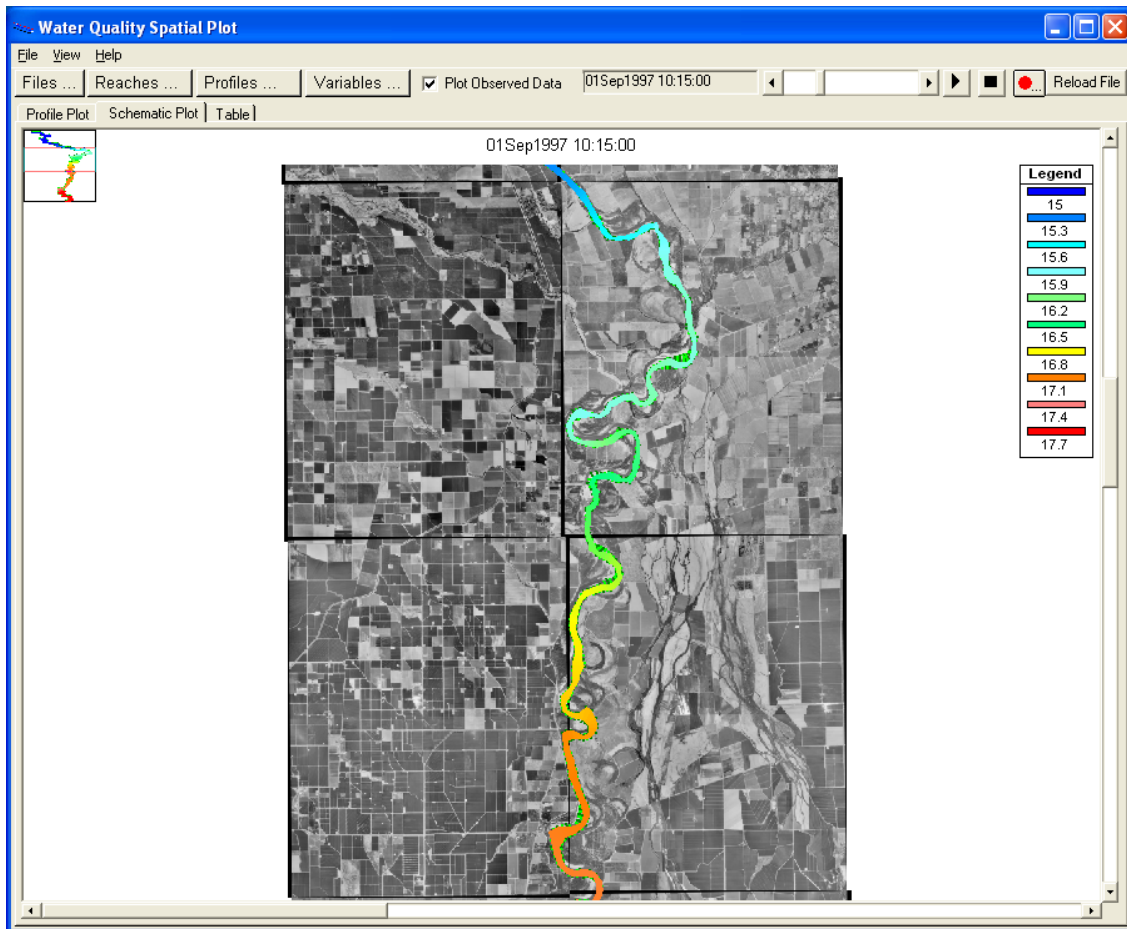 Water Quality Spatial Plot
File View Help
Files ... Reaches ... Profiles ... Variables ... Plot Observed Data 01Sep1997 10:15:00 Reload File
Profile Plot Schematic Plot Table
01Sep1997 10:15:00
Legend
15
15.3
15.6
15.9
16.2
16.5
16.8
17.1
17.4
17.7